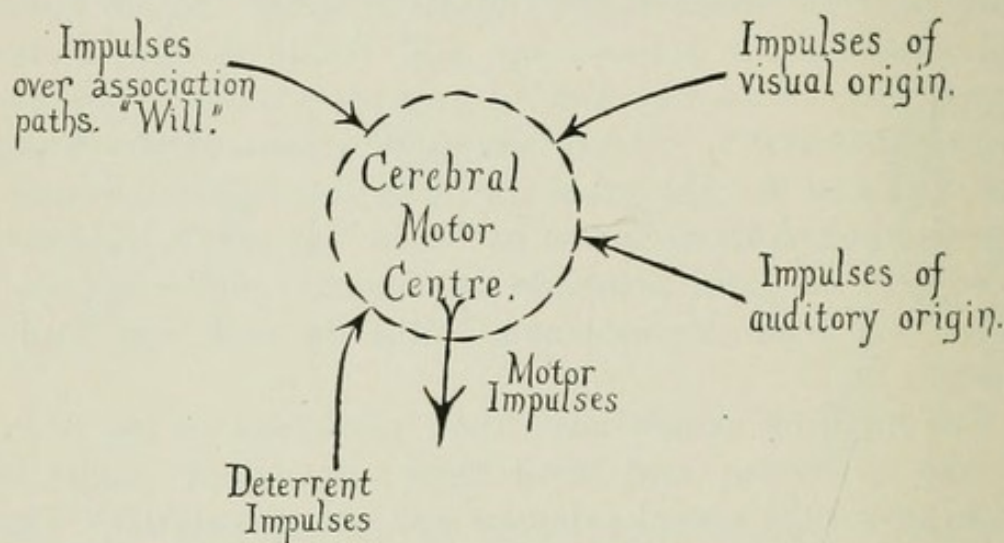 Impulses
over association
paths. "Will."
Impulses of
visual origin.
Cerebral
Motor
Centre.
Impulses of
auditory origin.
Motor
Impulses
Deterrent
Impulses